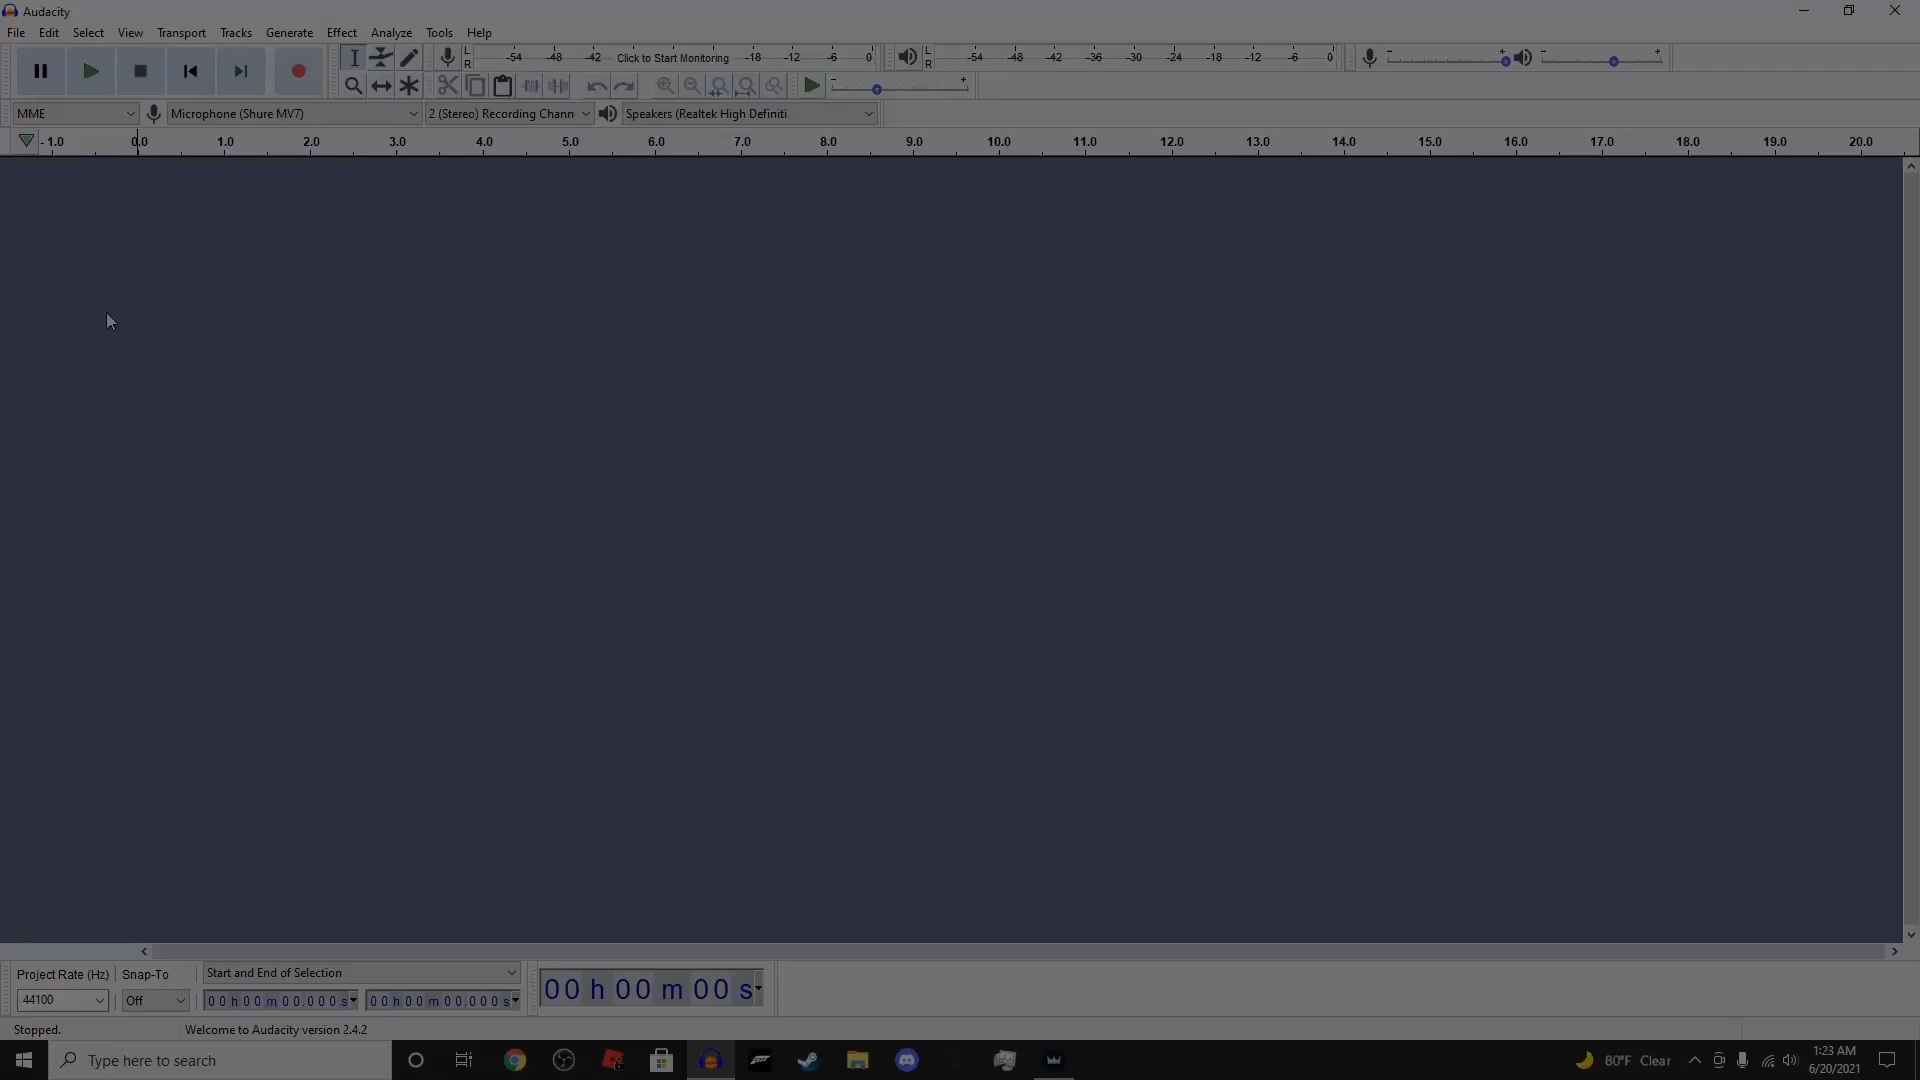 Audacity
File Edit Select View Transport Tracks Generate Effect Analyze Tools Help
L -54 -48 -42 Click to Start Monitoring -18 -12 -6 0 L -54 -48 -42 -36 -30 -24 -18 -12 -6 0 - + - +
R R
- +
MME Microphone (Shure MV7) 2 (Stereo) Recording Chann Speakers (Realtek High Definiti
- 1.0 0.0 1.0 2.0 3.0 4.0 5.0 6.0 7.0 8.0 9.0 10.0 11.0 12.0 13.0 14.0 15.0 16.0 17.0 18.0 19.0 20.0
Project Rate (Hz) Snap-To Start and End of Selection
44100 Off 00 h 00 m 00.000 s 00 h 00 m 00.000 s 00 h 00 m 00 s
Stopped. Welcome to Audacity version 2.4.2
Type here to search 80°F Clear 1:23 AM
6/20/2021